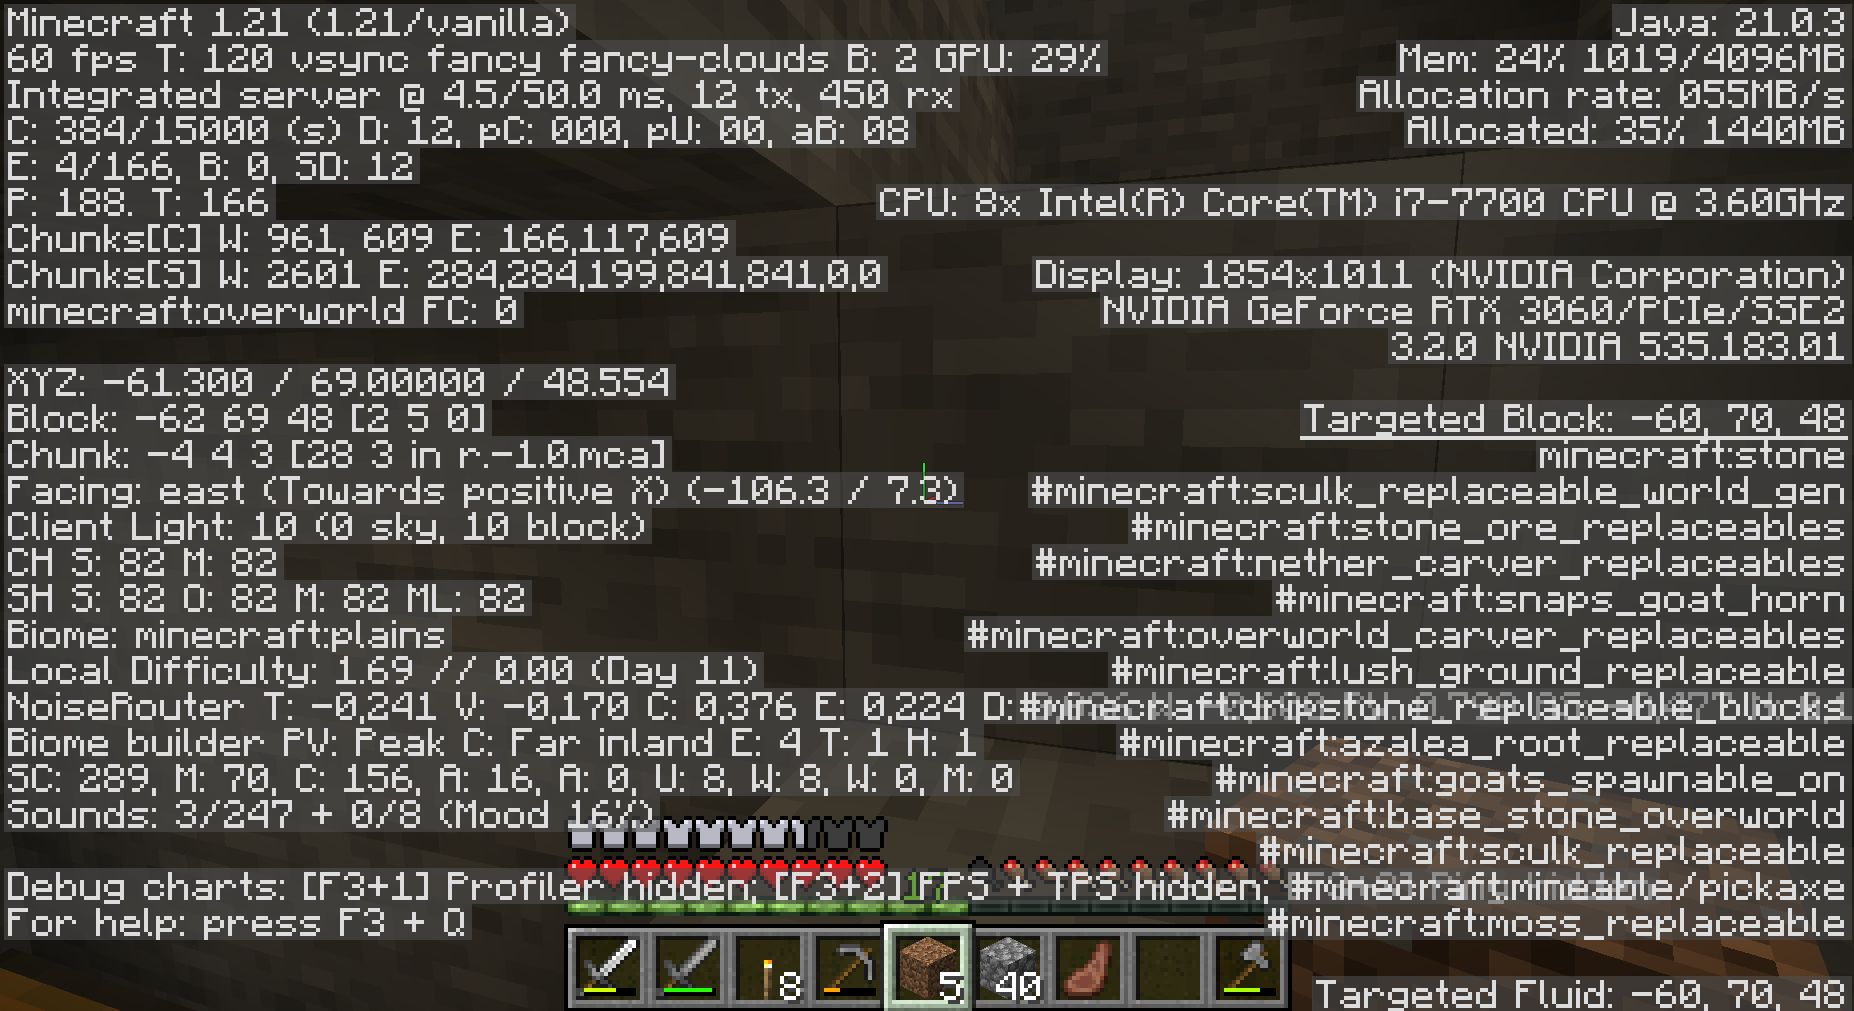 Minecraft 1.21 (1.21/vanilla)
60 fps T: 120 vsync fancy fancy-clouds B: 2 GPU: 29%
Integrated server @ 4.5/50.0 ms, 12 tx, 450 rx
C: 384/15000 (s) D: 12, pC: 000, pU: 00, aB: 08
E: 4/166, B: 0, SD: 12
P: 188. T: 166
Chunks[C] W: 961, 609 E: 166,117,609
Chunks[S] W: 2601 E: 284,284,199,841,841,0,0
minecraft:overworld FC: 0
XYZ: -61.300 / 69.00000 / 48.554
Block: -62 69 48 [2 5 0]
Chunk: -4 4 3 [28 3 in r.-1.0.mca]
Facing: east (Towards positive X) (-106.3 / 7.3)
Client Light: 10 (0 sky, 10 block)
CH S: 82 M: 82
SH S: 82 O: 82 M: 82 ML: 82
Biome: minecraft:plains
Local Difficulty: 1.69 // 0.00 (Day 11)
NoiseRouter T: -0,241 V: -0,170 C: 0,376 E: 0,224 D:
Biome builder PV: Peak C: Far inland E: 4 T: 1 H: 1
SC: 289, M: 70, C: 156, A: 16, A: 0, U: 8, W: 8, W: 0, M: 0
Sounds: 3/247 + 0/8 (Mood 16%)
Debug charts: [F3+1] Profiler hidden; [F3+2] FPS + TPS hidden;
For help: press F3 + Q
Java: 21.0.3
Mem: 24% 1019/4096MB
Allocation rate: 055MB/s
Allocated: 35% 1440MB
CPU: 8x Intel(R) Core(TM) i7-7700 CPU @ 3.60GHz
Display: 1854x1011 (NVIDIA Corporation)
NVIDIA GeForce RTX 3060/PCIe/SSE2
3.2.0 NVIDIA 535.183.01
Targeted Block: -60, 70, 48
minecraft:stone
#minecraft:sculk_replaceable_world_gen
#minecraft:stone_ore_replaceables
#minecraft:nether_carver_replaceables
#minecraft:snaps_goat_horn
#minecraft:overworld_carver_replaceables
#minecraft:lush_ground_replaceable
#minecraft:dripstone_replaceable_blocks
#minecraft:azalea_root_replaceable
#minecraft:goats_spawnable_on
#minecraft:base_stone_overworld
#minecraft:sculk_replaceable
#minecraft:mineable/pickaxe
#minecraft:moss_replaceable
Targeted Fluid: -60, 70, 48
17
8
5
40